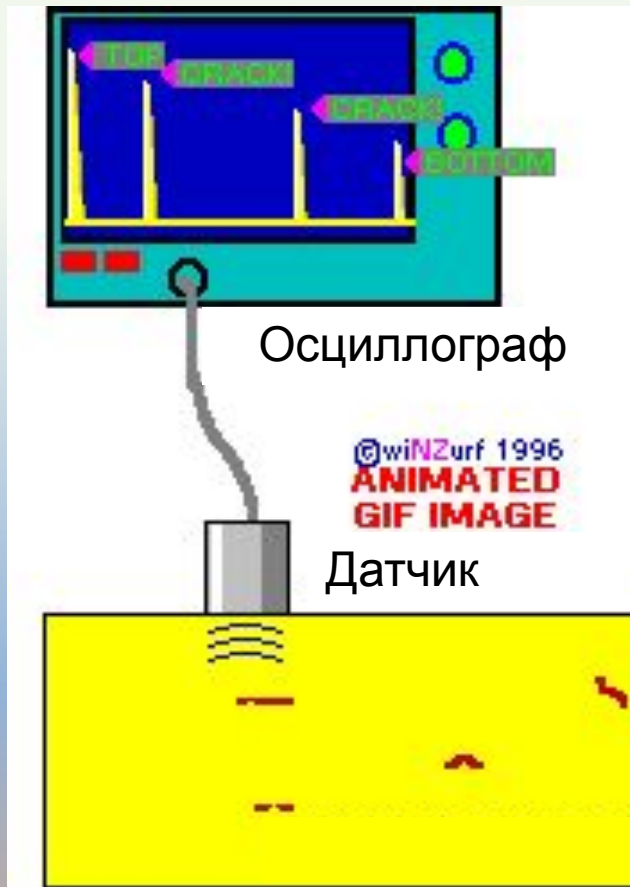 TOP
CRACK
CRACK
BOTTOM
Осциллограф
©wiNZurf 1996
ANIMATED
GIF IMAGE
Датчик